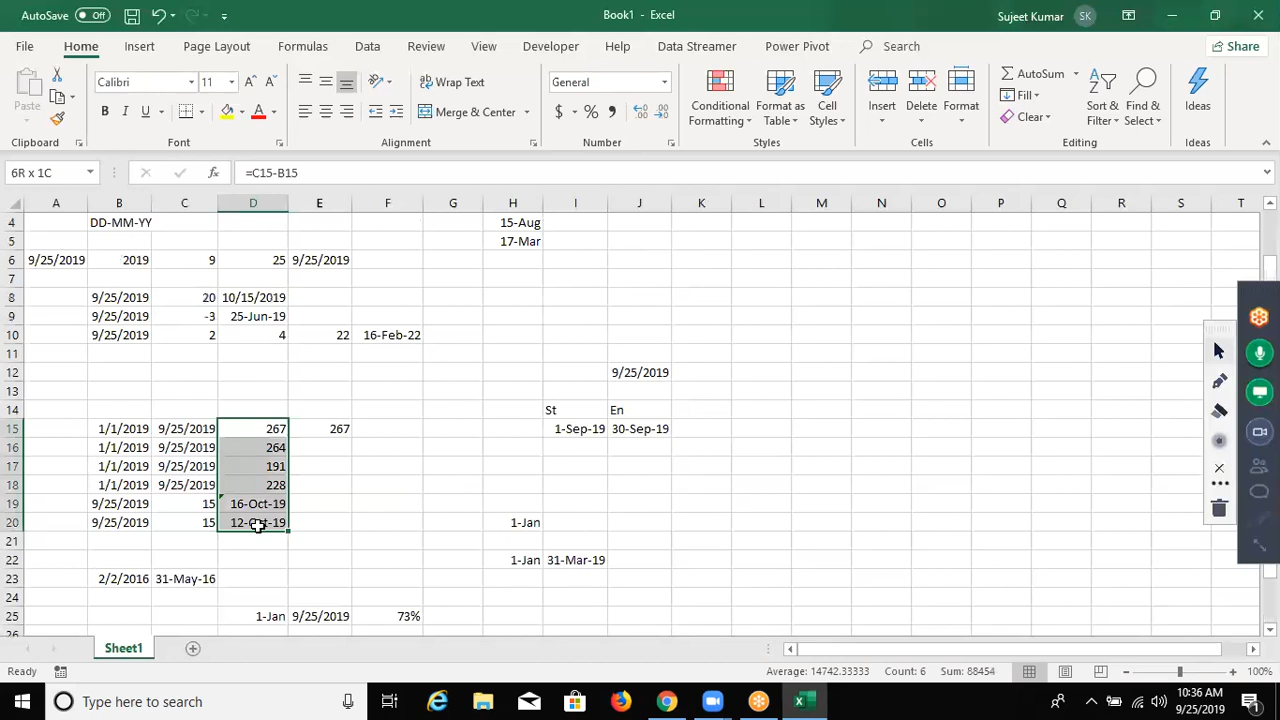 AutoSave Off Book1 - Excel Sujeet Kumar SK
File Home Insert Page Layout Formulas Data Review View Developer Help Data Streamer Power Pivot Search Share
Paste Calibri 11 A A Wrap Text General Conditional Formatting Format as Table Cell Styles Insert Delete Format AutoSum Fill Clear Sort & Filter Find & Select Ideas
B I U A Merge & Center $ %
Clipboard Font Alignment Number Styles Cells Editing Ideas
6R x 1C fx =C15-B15
A B C D E F G H I J K L M N O P Q R S T
4 DD-MM-YY 15-Aug
5 17-Mar
6 9/25/2019 2019 9 25 9/25/2019
7
8 9/25/2019 20 10/15/2019
9 9/25/2019 -3 25-Jun-19
10 9/25/2019 2 4 22 16-Feb-22
11
12 9/25/2019
13
14 St En
15 1/1/2019 9/25/2019 267 267 1-Sep-19 30-Sep-19
16 1/1/2019 9/25/2019 264
17 1/1/2019 9/25/2019 191
18 1/1/2019 9/25/2019 228
19 9/25/2019 15 16-Oct-19
20 9/25/2019 15 12-Oct-19 1-Jan
21
22 1-Jan 31-Mar-19
23 2/2/2016 31-May-16
24
25 1-Jan 9/25/2019 73%
26
Sheet1
Ready Average: 14742.33333 Count: 6 Sum: 88454 100%
Type here to search 10:36 AM
9/25/2019